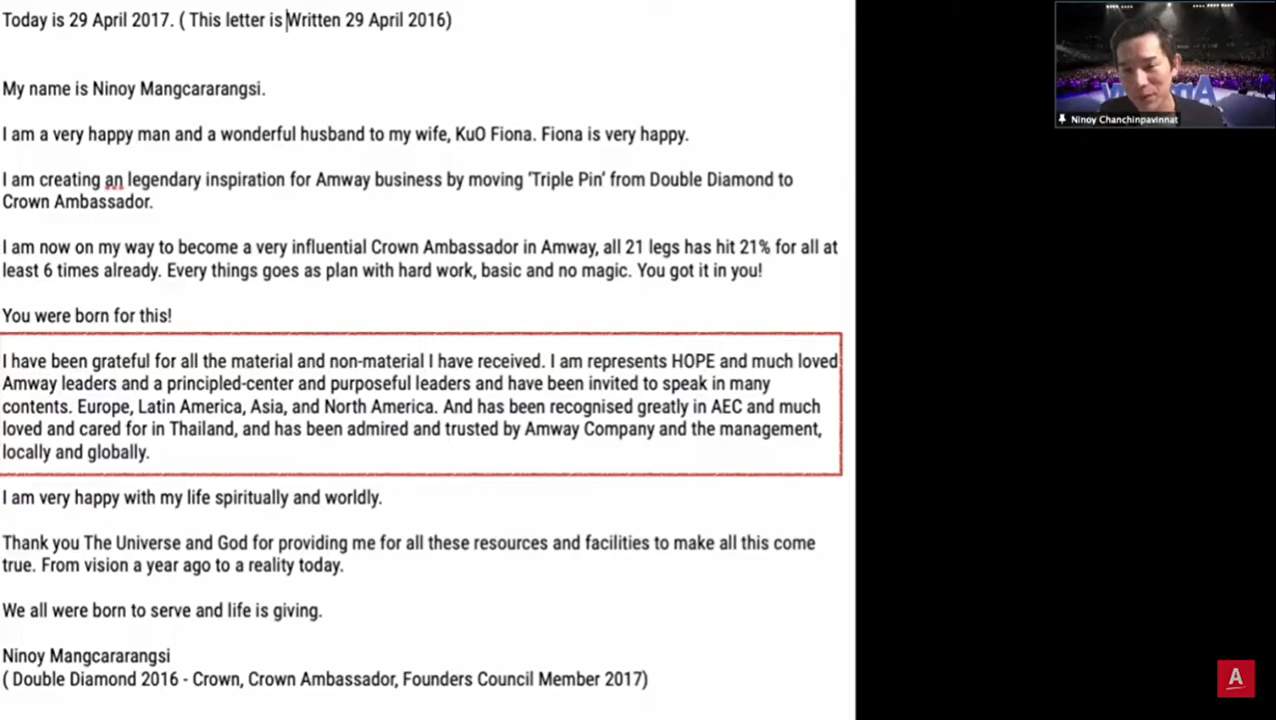 Today is 29 April 2017. ( This letter is Written 29 April 2016)
My name is Ninoy Mangcararangsi.
I am a very happy man and a wonderful husband to my wife, KuO Fiona. Fiona is very happy.
I am creating an legendary inspiration for Amway business by moving ‘Triple Pin’ from Double Diamond to
Crown Ambassador.
I am now on my way to become a very influential Crown Ambassador in Amway, all 21 legs has hit 21% for all at
least 6 times already. Every things goes as plan with hard work, basic and no magic. You got it in you!
You were born for this!
I have been grateful for all the material and non-material I have received. I am represents HOPE and much loved
Amway leaders and a principled-center and purposeful leaders and have been invited to speak in many
contents. Europe, Latin America, Asia, and North America. And has been recognised greatly in AEC and much
loved and cared for in Thailand, and has been admired and trusted by Amway Company and the management,
locally and globally.
I am very happy with my life spiritually and worldly.
Thank you The Universe and God for providing me for all these resources and facilities to make all this come
true. From vision a year ago to a reality today.
We all were born to serve and life is giving.
Ninoy Mangcararangsi
( Double Diamond 2016 - Crown, Crown Ambassador, Founders Council Member 2017)
Ninoy Chanchinpavinnat
A